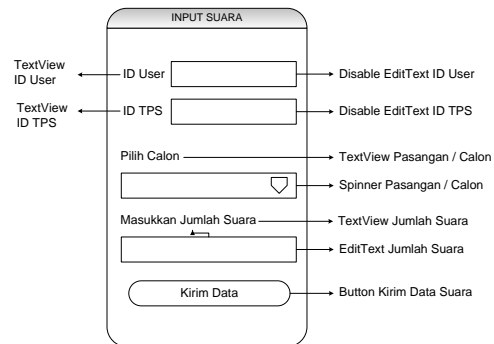 INPUT SUARA
TextView
ID User
ID User
Disable EditText ID User
TextView
ID TPS
ID TPS
Disable EditText ID TPS
Pilih Calon
TextView Pasangan / Calon
Spinner Pasangan / Calon
Masukkan Jumlah Suara
TextView Jumlah Suara
EditText Jumlah Suara
Kirim Data
Button Kirim Data Suara